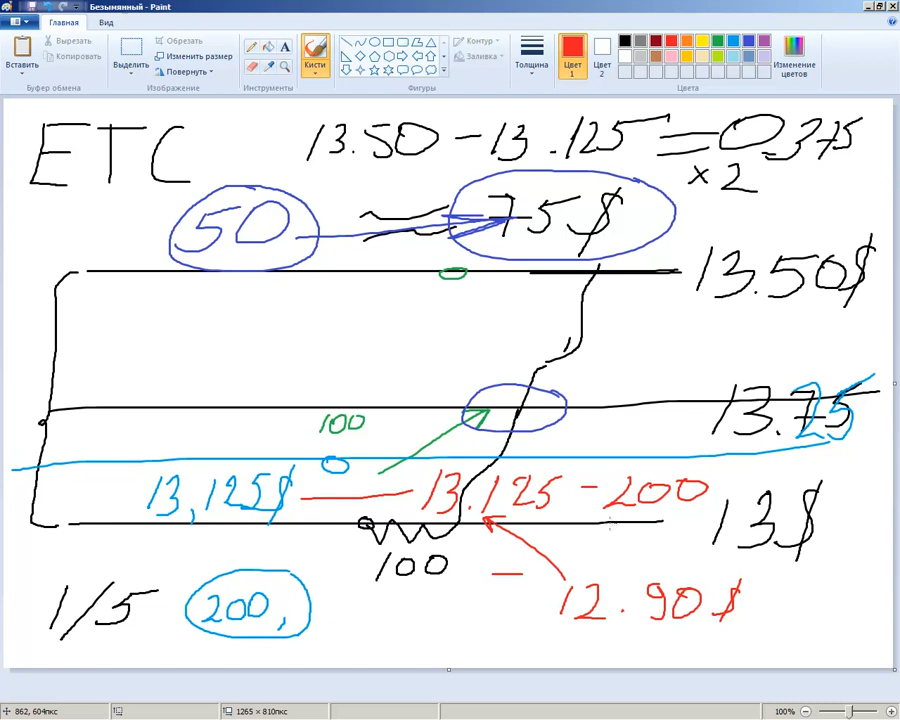 Безымянный - Paint
Главная Вид
Вставить
Вырезать
Копировать
Выделить
Обрезать
Изменить размер
Повернуть
A
Кисти
Контур
Заливка
Толщина
Цвет 1
Цвет 2
Изменение цветов
Буфер обмена Изображение Инструменты Фигуры Цвета
ETC 13.50 - 13.125 = 0.375
x 2
50 75$
13.50$
100 13.25
13,125$ — 13.125 - 200
13$
100
1/5 200, 12.90$
862, 604пкс 1265 × 810пкс 100%